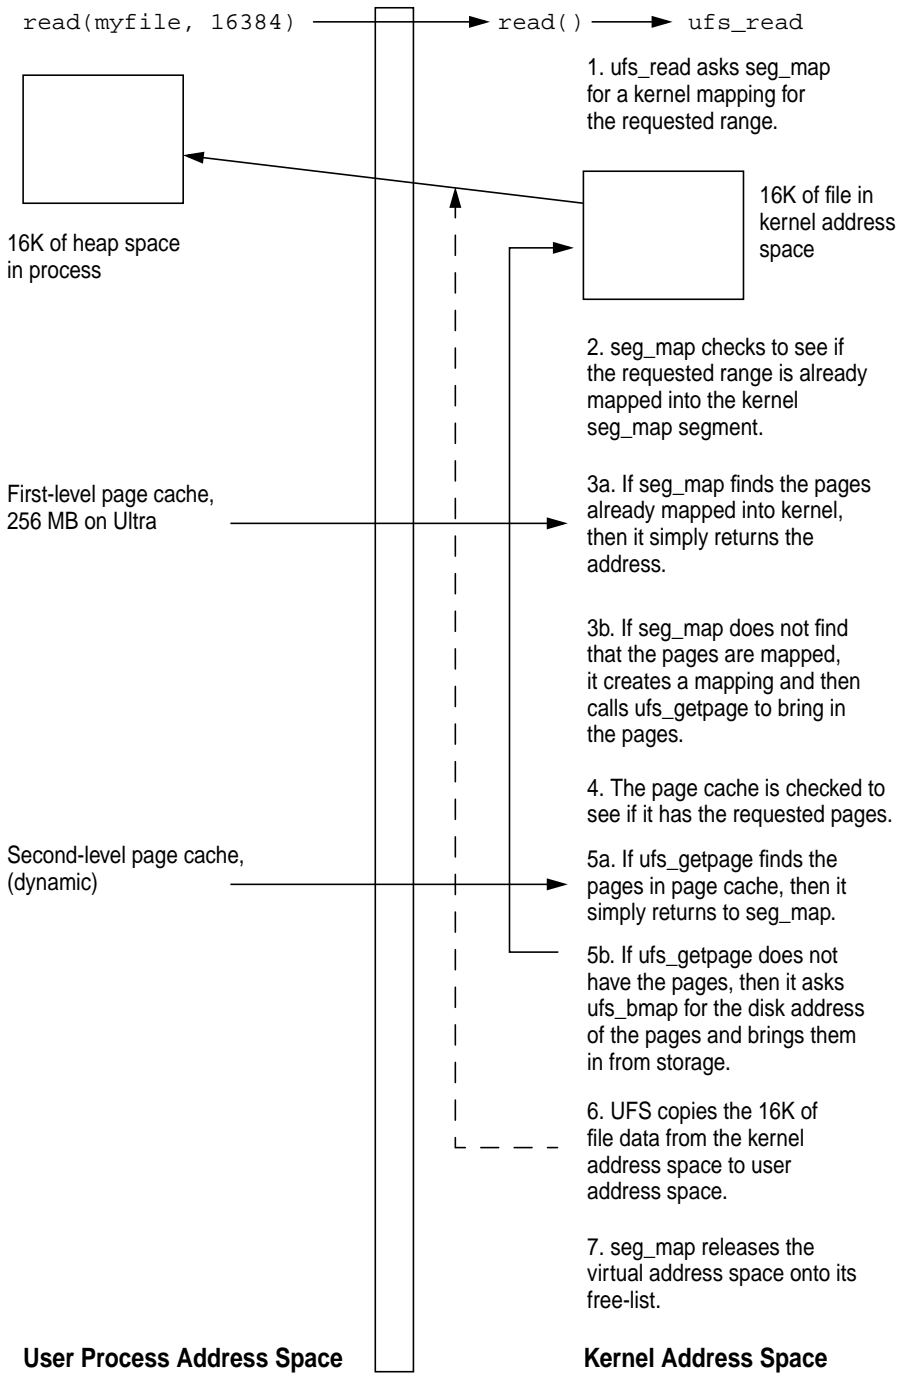 read(myfile, 16384) read() ufs_read
1. ufs_read asks seg_map
for a kernel mapping for
the requested range.
16K of file in
kernel address
space
16K of heap space
in process
2. seg_map checks to see if
the requested range is already
mapped into the kernel
seg_map segment.
First-level page cache,
256 MB on Ultra
3a. If seg_map finds the pages
already mapped into kernel,
then it simply returns the
address.
3b. If seg_map does not find
that the pages are mapped,
it creates a mapping and then
calls ufs_getpage to bring in
the pages.
4. The page cache is checked to
see if it has the requested pages.
Second-level page cache,
(dynamic)
5a. If ufs_getpage finds the
pages in page cache, then it
simply returns to seg_map.
5b. If ufs_getpage does not
have the pages, then it asks
ufs_bmap for the disk address
of the pages and brings them
in from storage.
6. UFS copies the 16K of
file data from the kernel
address space to user
address space.
7. seg_map releases the
virtual address space onto its
free-list.
User Process Address Space
Kernel Address Space